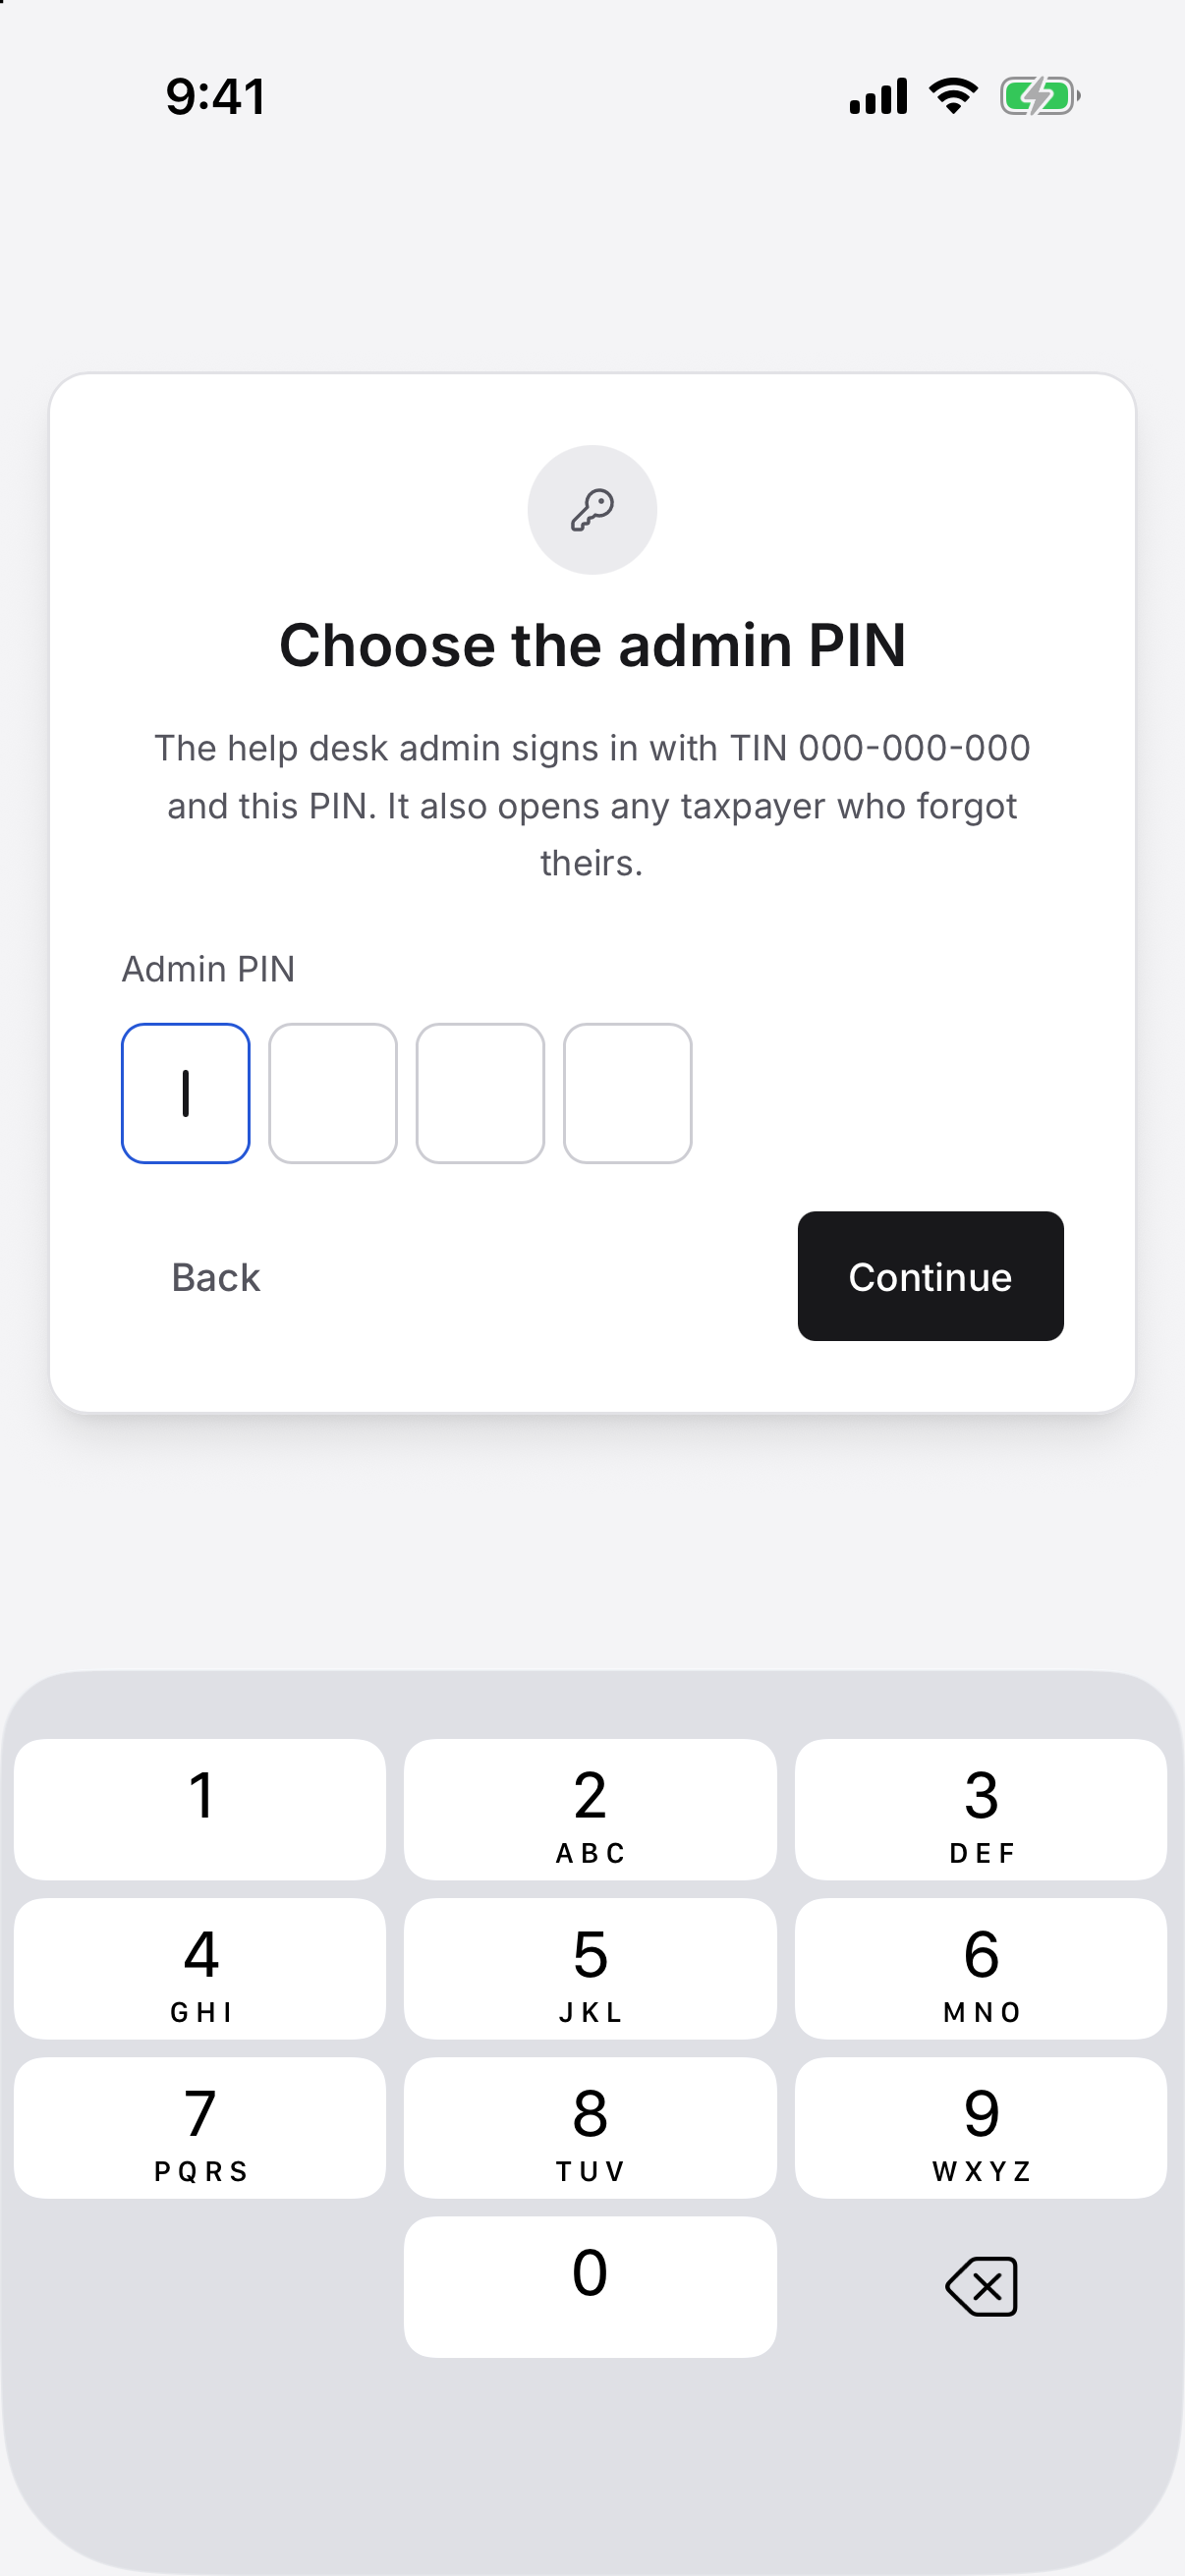 9:41
Choose the admin PIN
The help desk admin signs in with TIN 000-000-000
and this PIN. It also opens any taxpayer who forgot
theirs.
Admin PIN
Back
Continue
1
2
ABC
3
DEF
4
GHI
5
JKL
6
MNO
7
PQRS
8
TUV
9
WXYZ
0